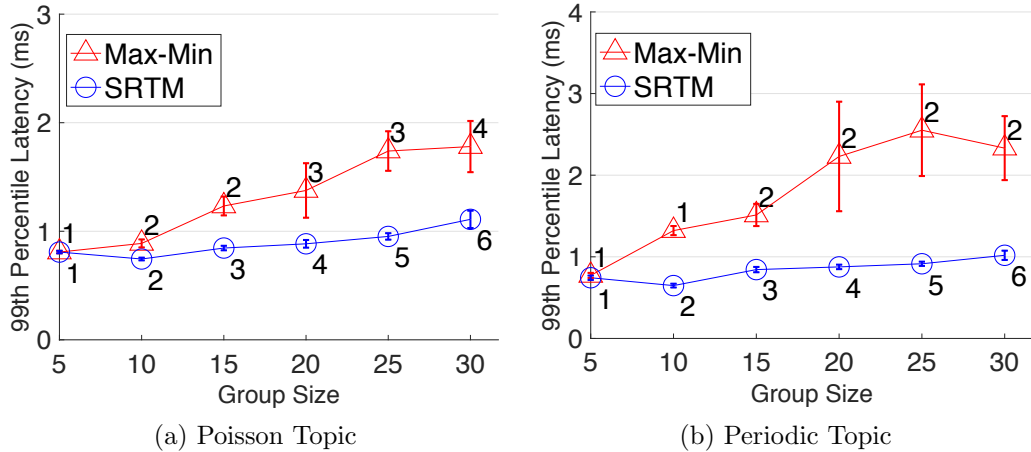 3
2
1
0
99th Percentile Latency (ms)
Max-Min
SRTM
1 2 2 3 3 4
1 2 3 4 5 6
5 10 15 20 25 30
Group Size
(a) Poisson Topic
4
3
2
1
0
99th Percentile Latency (ms)
Max-Min
SRTM
1 1 2 2 2 2
1 2 3 4 5 6
5 10 15 20 25 30
Group Size
(b) Periodic Topic